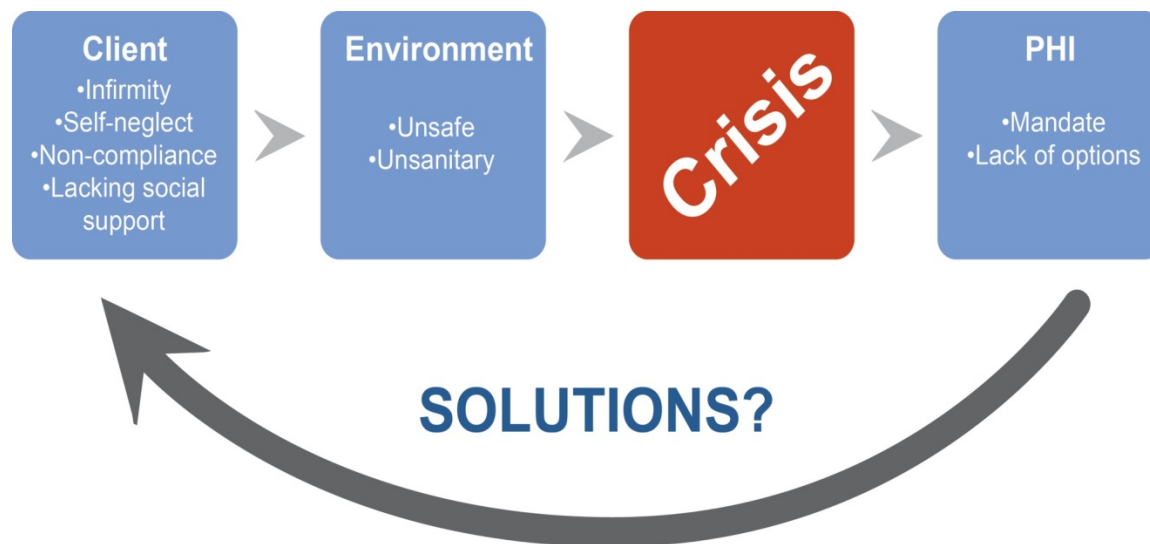 Client
•Infirmity
•Self-neglect
•Non-compliance
•Lacking social
support
Environment
•Unsafe
•Unsanitary
Crisis
PHI
•Mandate
•Lack of options
SOLUTIONS?